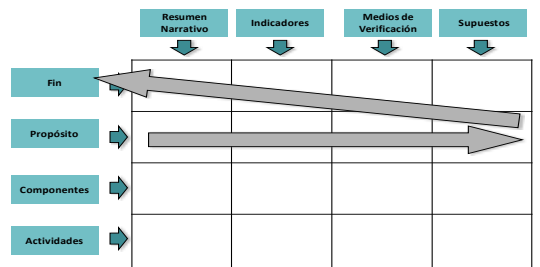 Resumen
Narrativo
Indicadores
Medios de
Verificación
Supuestos
Fin
Propósito
Componentes
Actividades